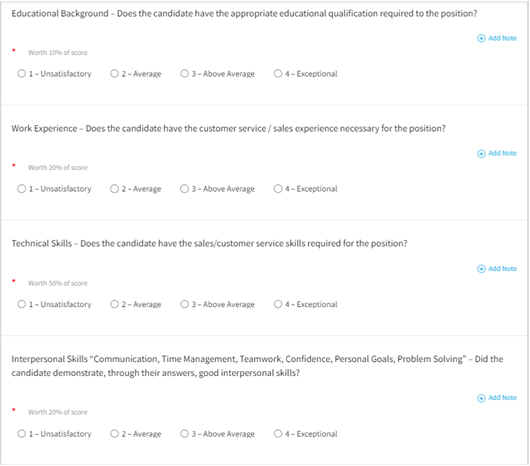 Educational Background – Does the candidate have the appropriate educational qualification required to the position?
Add Note
* Worth 10% of score
1 – Unsatisfactory 2 – Average 3 – Above Average 4 – Exceptional
Work Experience – Does the candidate have the customer service / sales experience necessary for the position?
Add Note
* Worth 20% of score
1 – Unsatisfactory 2 – Average 3 – Above Average 4 – Exceptional
Technical Skills – Does the candidate have the sales/customer service skills required for the position?
Add Note
* Worth 50% of score
1 – Unsatisfactory 2 – Average 3 – Above Average 4 – Exceptional
Interpersonal Skills “Communication, Time Management, Teamwork, Confidence, Personal Goals, Problem Solving” – Did the
candidate demonstrate, through their answers, good interpersonal skills?
Add Note
* Worth 20% of score
1 – Unsatisfactory 2 – Average 3 – Above Average 4 – Exceptional